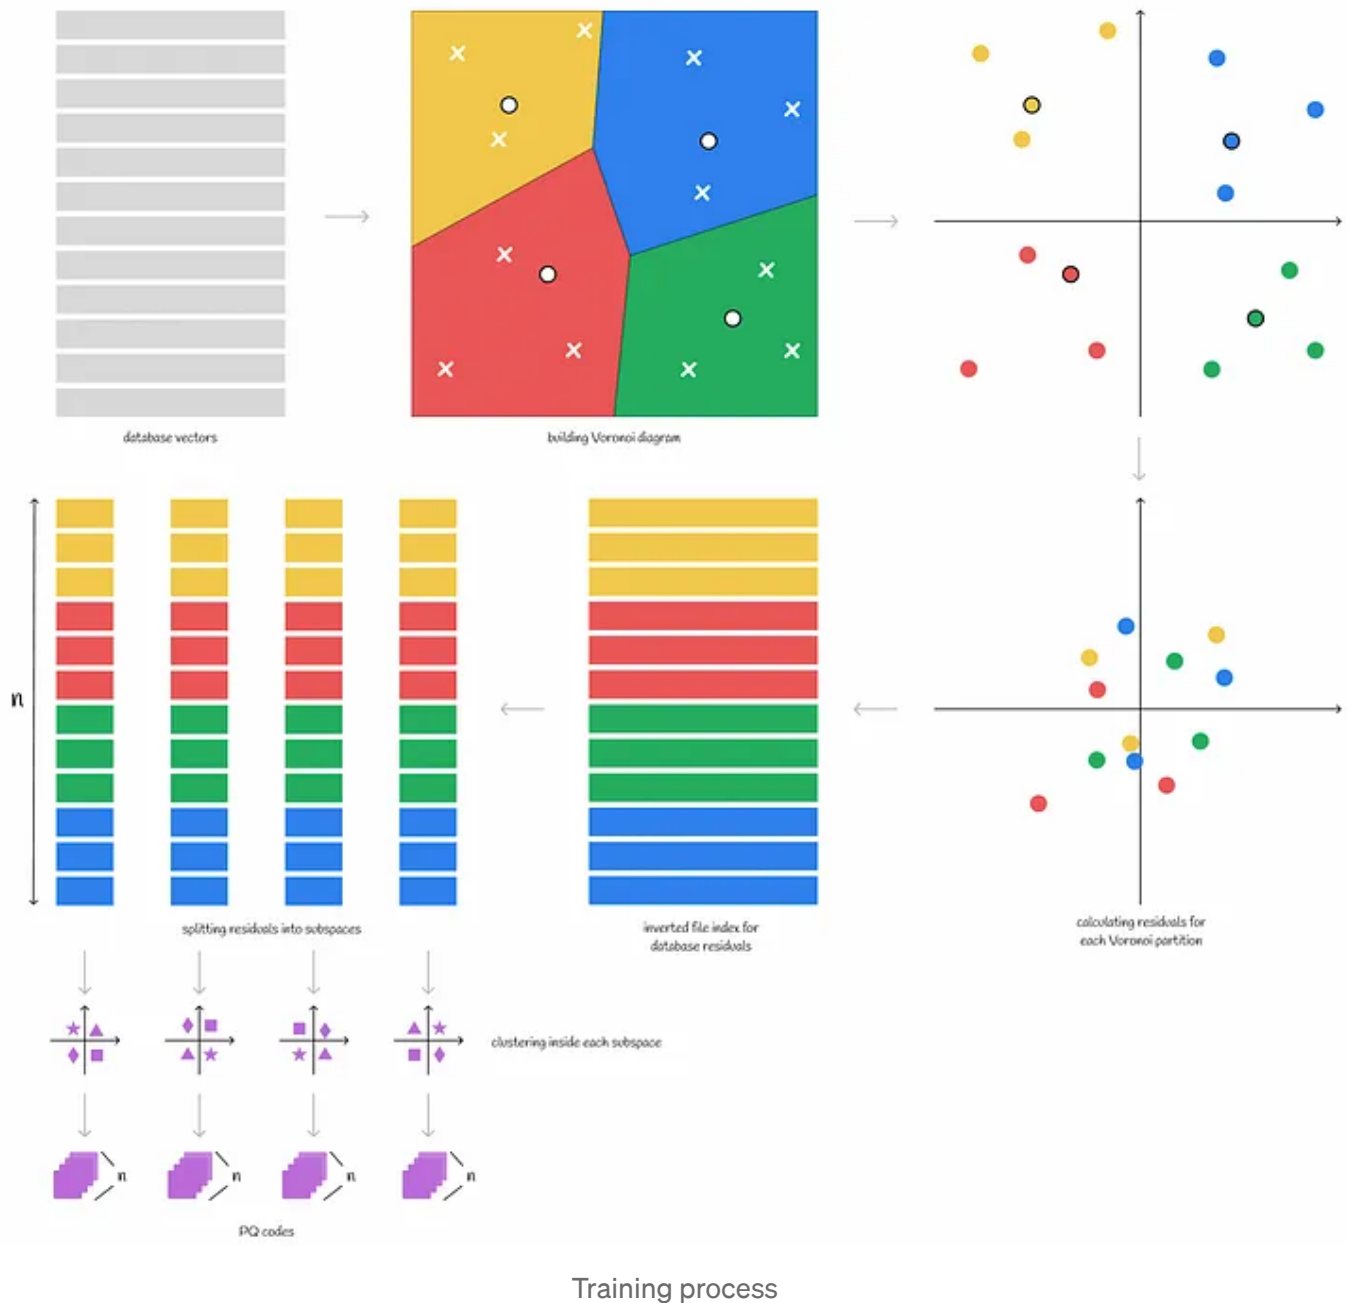 database vectors
building Voronoi diagram
n
splitting residuals into subspaces
inverted file index for
database residuals
calculating residuals for
each Voronoi partition
clustering inside each subspace
n
n
n
n
PQ codes
Training process